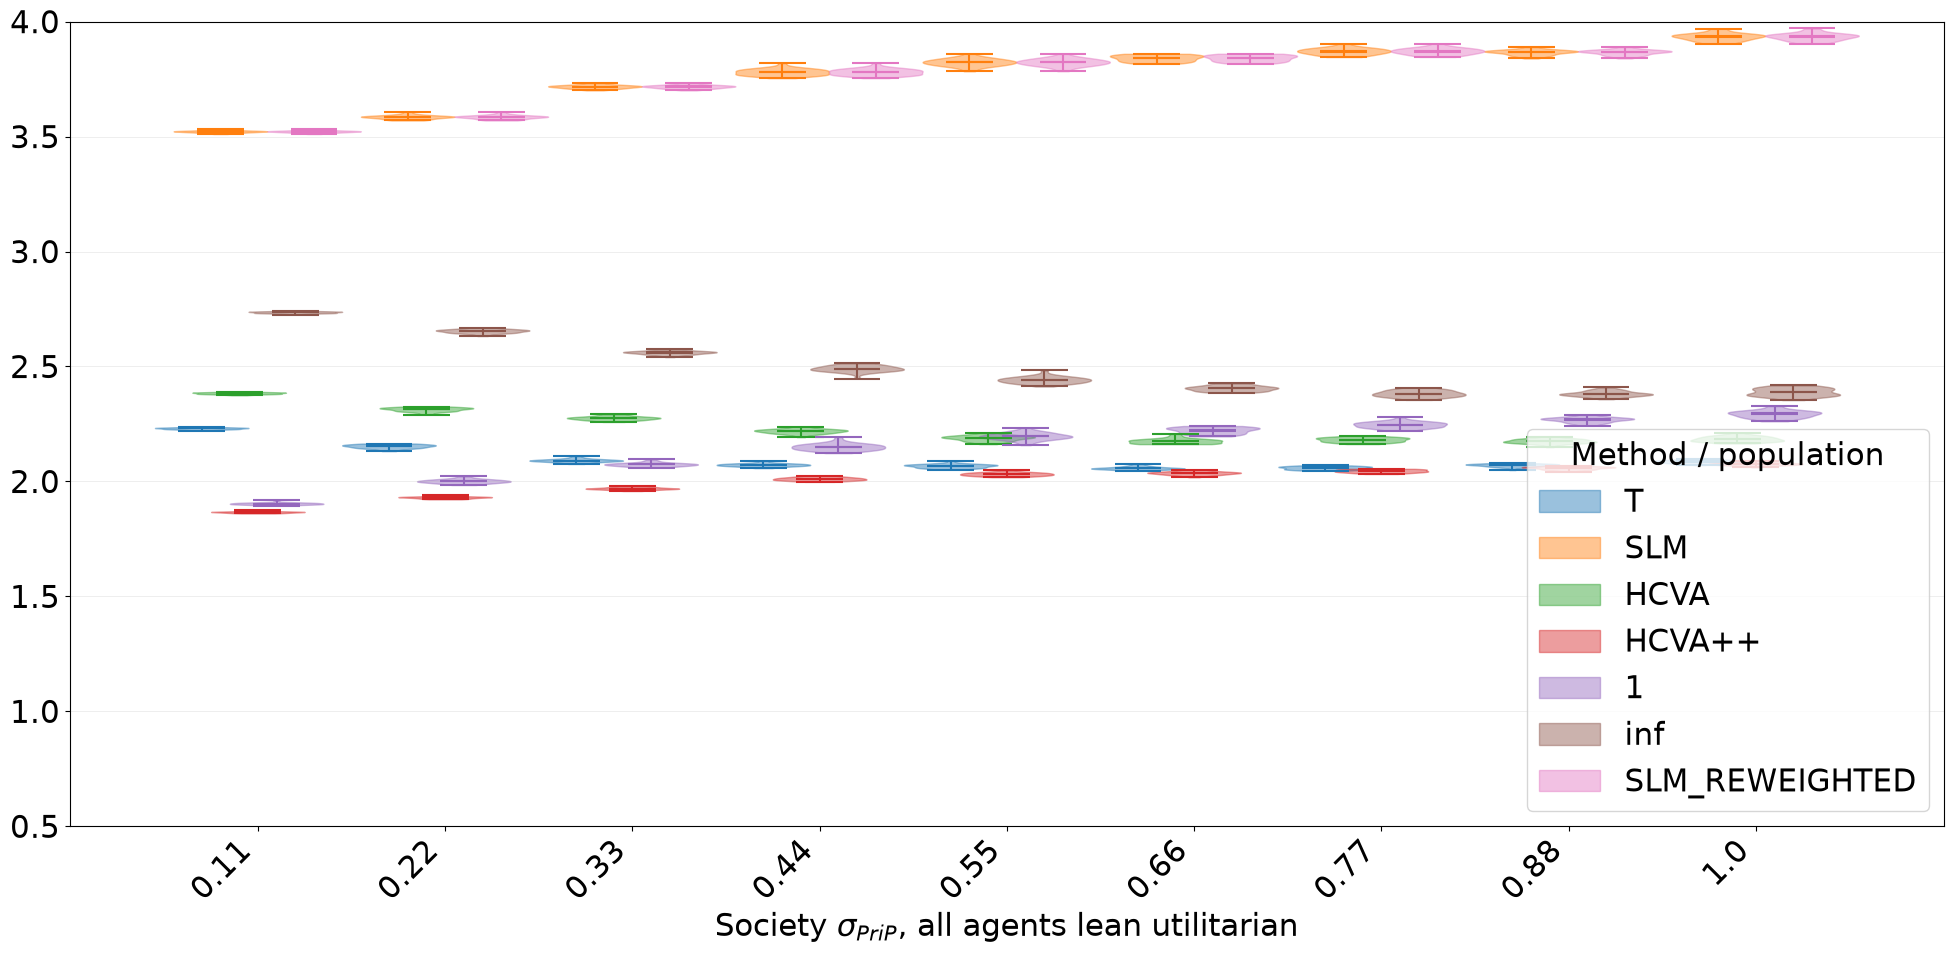 4.0
3.5
3.0
2.5
2.0
1.5
1.0
0.5
Method / population
T
SLM
HCVA
HCVA++
1
inf
SLM_REWEIGHTED
0.11
0.22
0.33
0.44
0.55
0.66
0.77
0.88
1.0
Society σ_PriP, all agents lean utilitarian